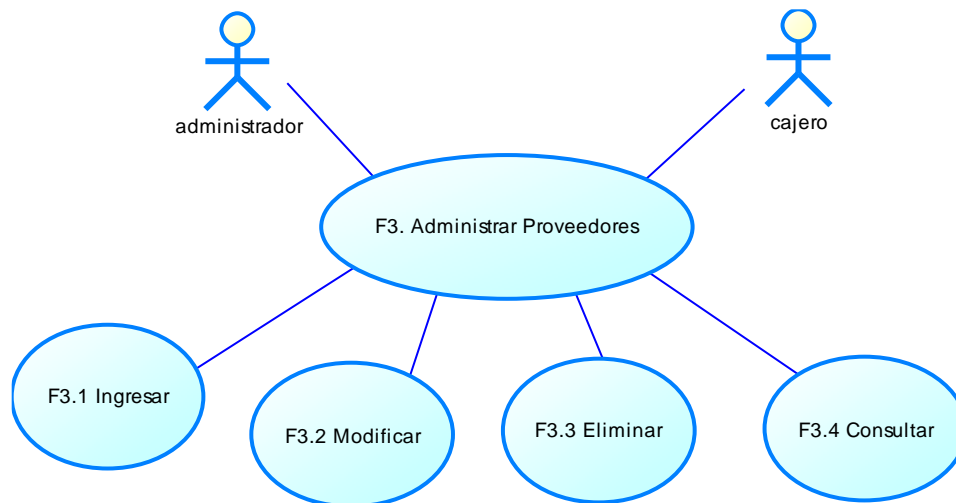 administrador
cajero
F3. Administrar Proveedores
F3.1 Ingresar
F3.2 Modificar
F3.3 Eliminar
F3.4 Consultar